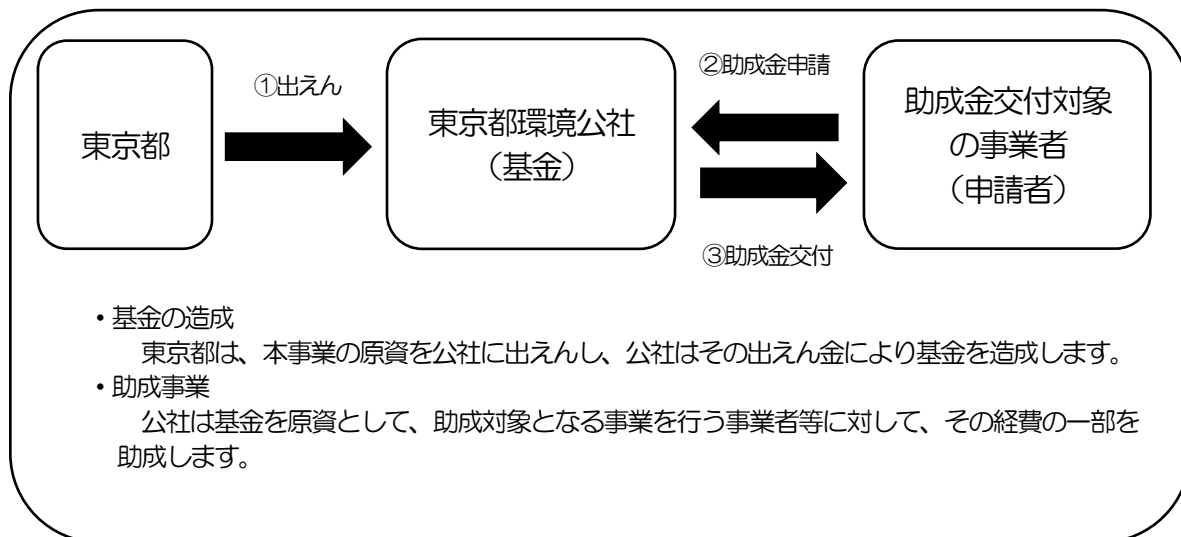 東京都
①出えん
東京都環境公社
（基金）
②助成金申請
③助成金交付
助成金交付対象
の事業者
（申請者）
・基金の造成
東京都は、本事業の原資を公社に出えんし、公社はその出えん金により基金を造成します。
・助成事業
公社は基金を原資として、助成対象となる事業を行う事業者等に対して、その経費の一部を
助成します。